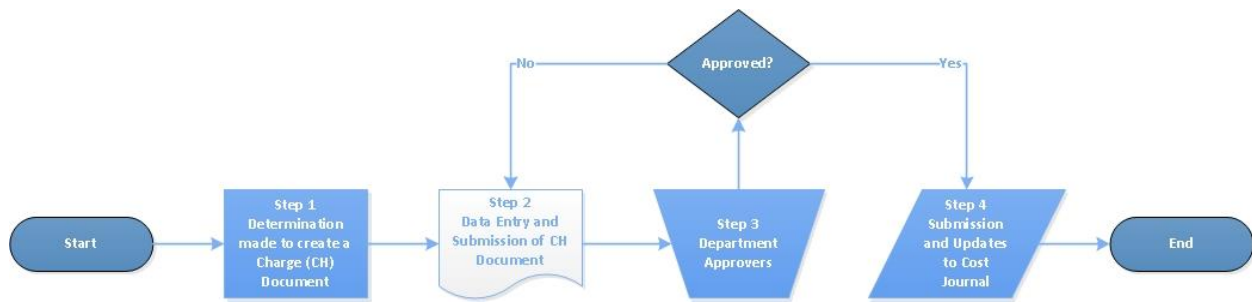 Approved?
No
Yes
Start
Step 1
Determination
made to create a
Charge (CH)
Document
Step 2
Data Entry and
Submission of CH
Document
Step 3
Department
Approvers
Step 4
Submission
and Updates
to Cost
Journal
End